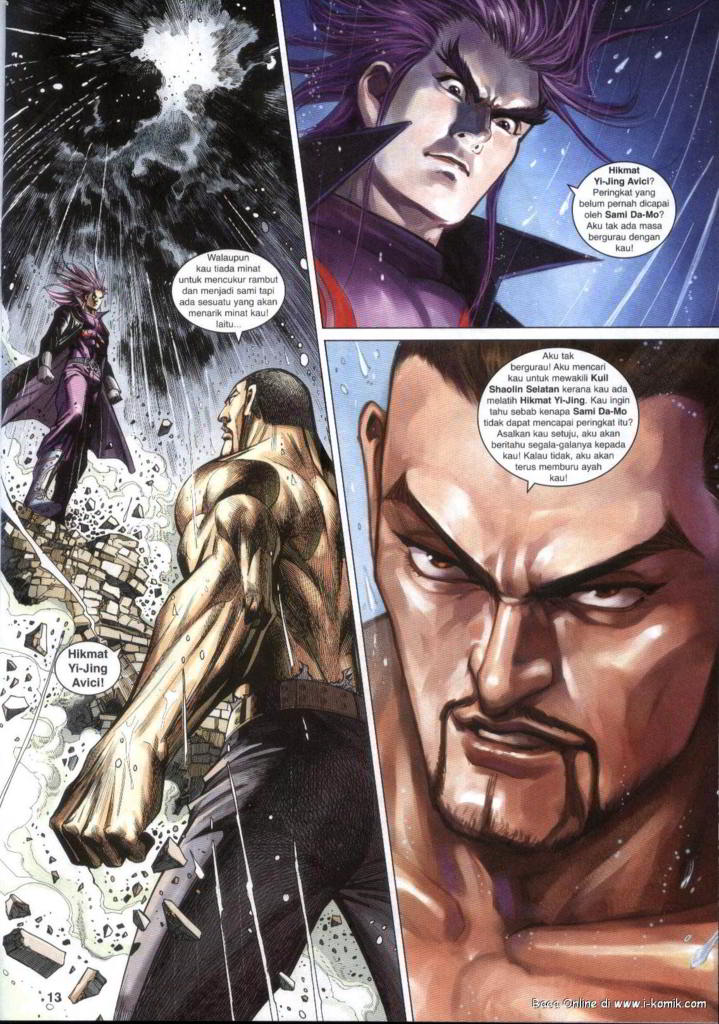 Walaupun
kau tiada minat
untuk mencukur rambut
dan menjadi sami tapi
ada sesuatu yang akan
menarik minat kau!
Iaitu...
Hikmat
Yi-Jing
Avici!
Hikmat
Yi-Jing Avici?
Peringkat yang
belum pernah dicapai
oleh Sami Da-Mo?
Aku tak ada masa
bergurau dengan
kau!
Aku tak
bergurau! Aku mencari
kau untuk mewakili Kuil
Shaolin Selatan kerana kau ada
melatih Hikmat Yi-Jing. Kau ingin
tahu sebab kenapa Sami Da-Mo
tidak dapat mencapai peringkat itu?
Asalkan kau setuju, aku akan
beritahu segala-galanya kepada
kau! Kalau tidak, aku akan
terus memburu ayah
kau!
13
Baca Online di www.i-komik.com